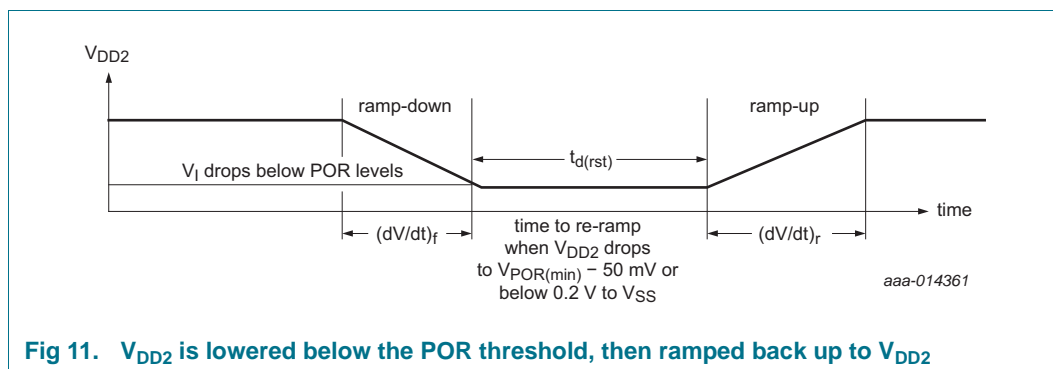 VDD2
ramp-down
ramp-up
td(rst)
VI drops below POR levels
time
(dV/dt)f
time to re-ramp
when VDD2 drops
to VPOR(min) − 50 mV or
below 0.2 V to VSS
(dV/dt)r
aaa-014361
Fig 11. VDD2 is lowered below the POR threshold, then ramped back up to VDD2